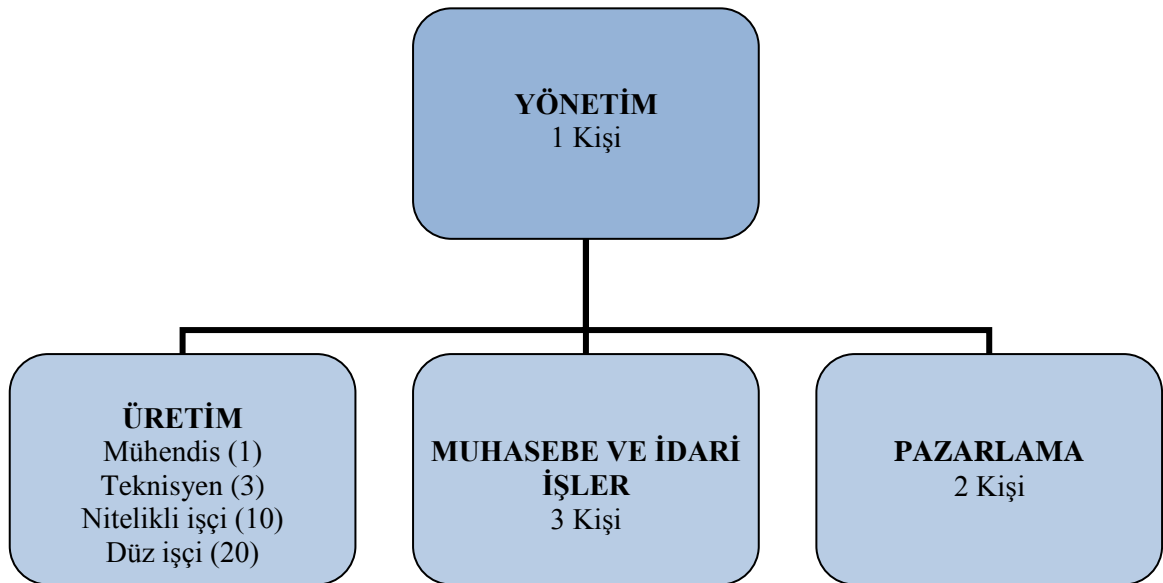 YÖNETİM
1 Kişi
ÜRETİM
Mühendis (1)
Teknisyen (3)
Nitelikli işçi (10)
Düz işçi (20)
MUHASEBE VE İDARİ
İŞLER
3 Kişi
PAZARLAMA
2 Kişi